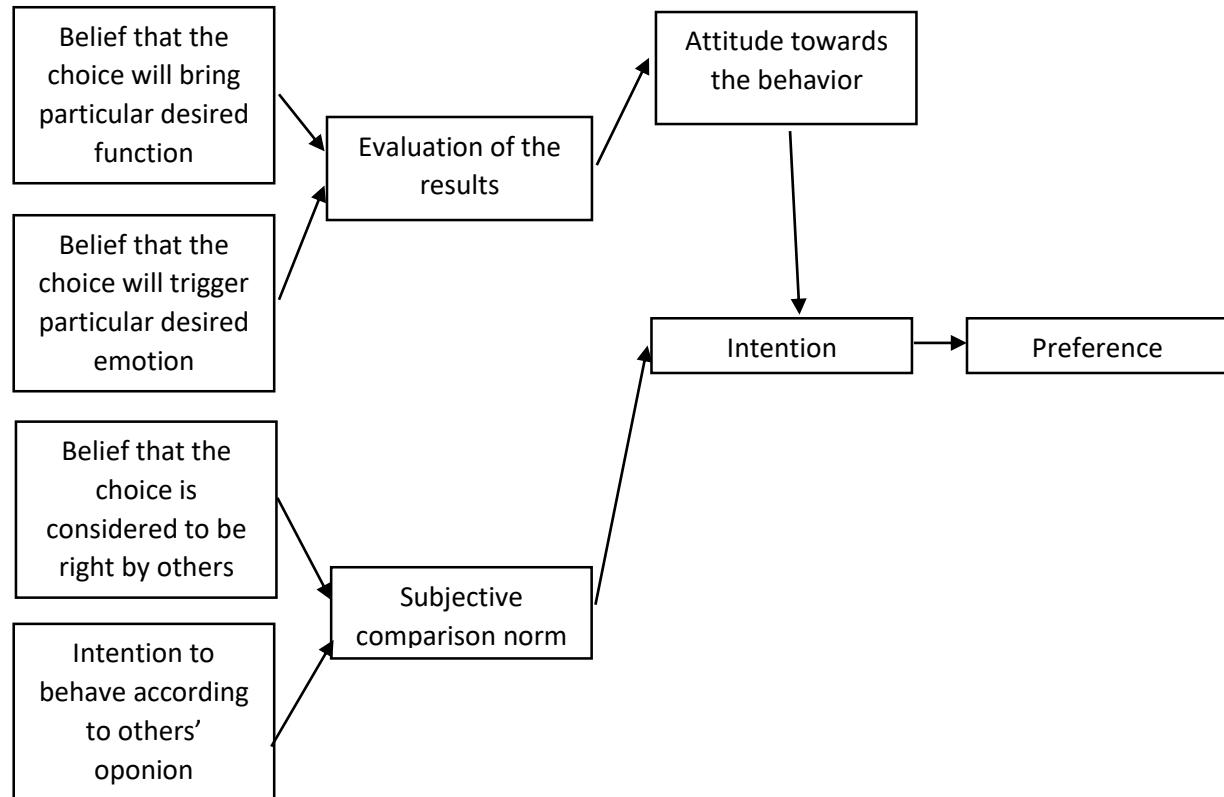 Belief that the
choice will bring
particular desired
function
Evaluation of the
results
Attitude towards
the behavior
Belief that the
choice will trigger
particular desired
emotion
Intention
Preference
Belief that the
choice is
considered to be
right by others
Subjective
comparison norm
Intention to
behave according
to others’
oponion